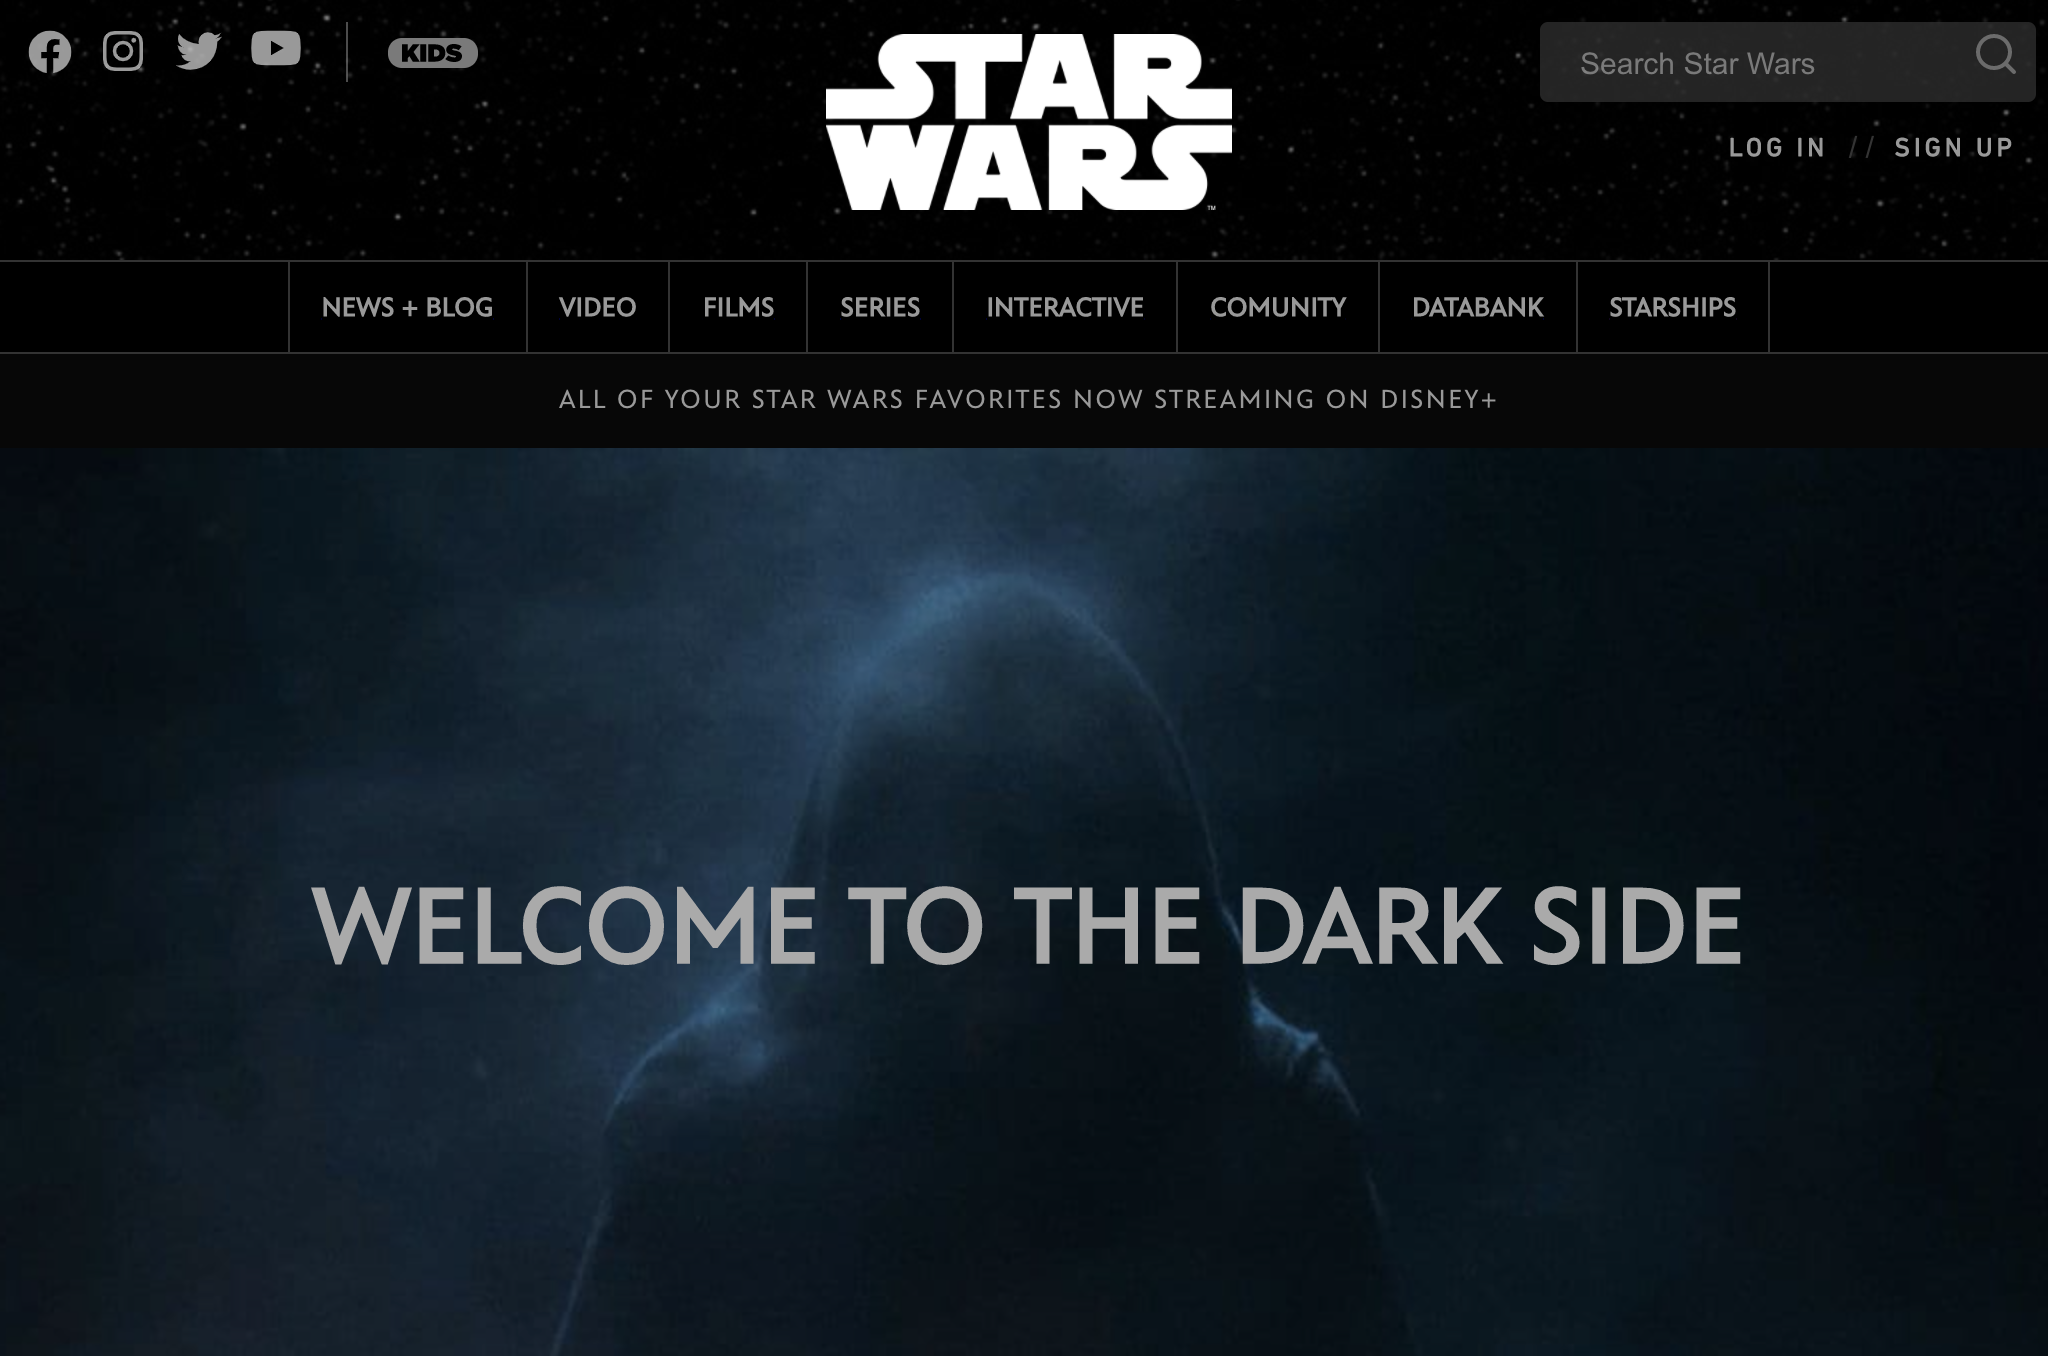 KIDS
STAR
WARS
™
Search Star Wars
LOG IN // SIGN UP
NEWS + BLOG VIDEO FILMS SERIES INTERACTIVE COMUNITY DATABANK STARSHIPS
ALL OF YOUR STAR WARS FAVORITES NOW STREAMING ON DISNEY+
WELCOME TO THE DARK SIDE